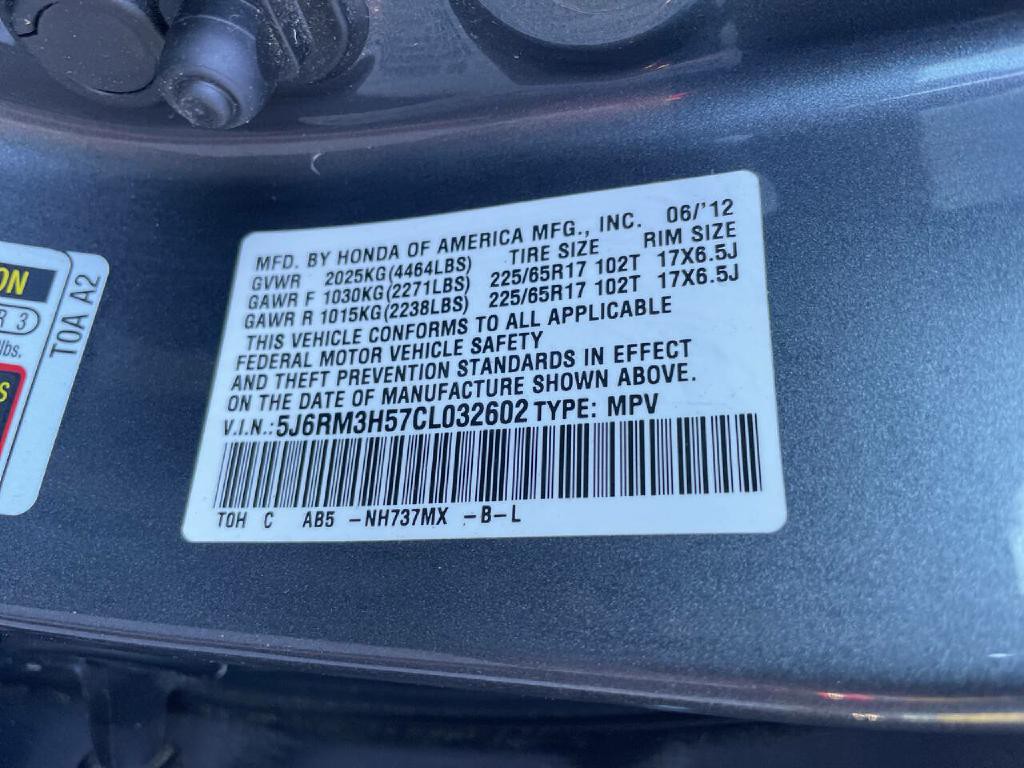 MFD. BY HONDA OF AMERICA MFG., INC. 06/'12
GVWR 2025KG(4464LBS) TIRE SIZE RIM SIZE
GAWR F 1030KG(2271LBS) 225/65R17 102T 17X6.5J
GAWR R 1015KG(2238LBS) 225/65R17 102T 17X6.5J
THIS VEHICLE CONFORMS TO ALL APPLICABLE
FEDERAL MOTOR VEHICLE SAFETY
AND THEFT PREVENTION STANDARDS IN EFFECT
ON THE DATE OF MANUFACTURE SHOWN ABOVE.
V.I.N.:5J6RM3H57CL032602 TYPE: MPV
T0H C AB5 -NH737MX -B-L
ON
R 3
lbs.
S
T0A A2